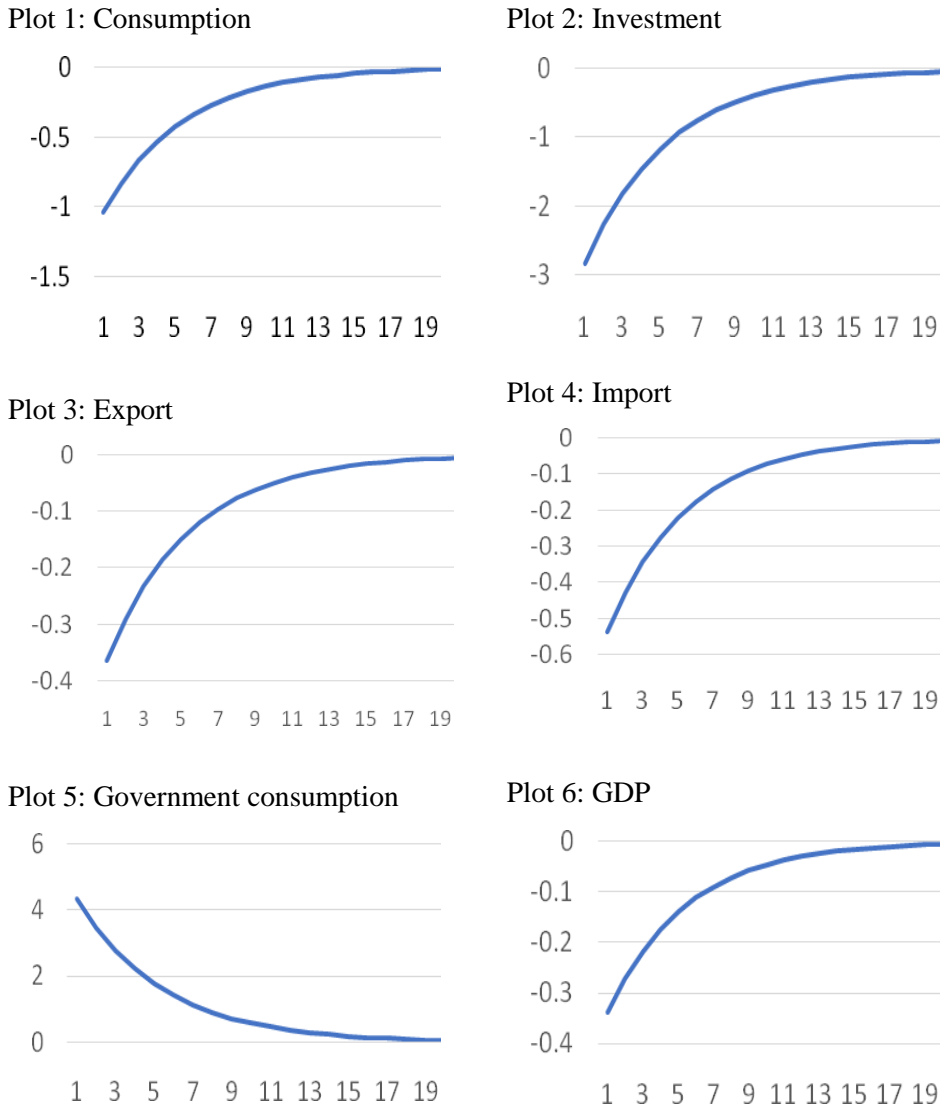 Plot 1: Consumption
0
-0.5
-1
-1.5
1 3 5 7 9 11 13 15 17 19
Plot 2: Investment
0
-1
-2
-3
1 3 5 7 9 11 13 15 17 19
Plot 3: Export
0
-0.1
-0.2
-0.3
-0.4
1 3 5 7 9 11 13 15 17 19
Plot 4: Import
0
-0.1
-0.2
-0.3
-0.4
-0.5
-0.6
1 3 5 7 9 11 13 15 17 19
Plot 5: Government consumption
6
4
2
0
1 3 5 7 9 11 13 15 17 19
Plot 6: GDP
0
-0.1
-0.2
-0.3
-0.4
1 3 5 7 9 11 13 15 17 19